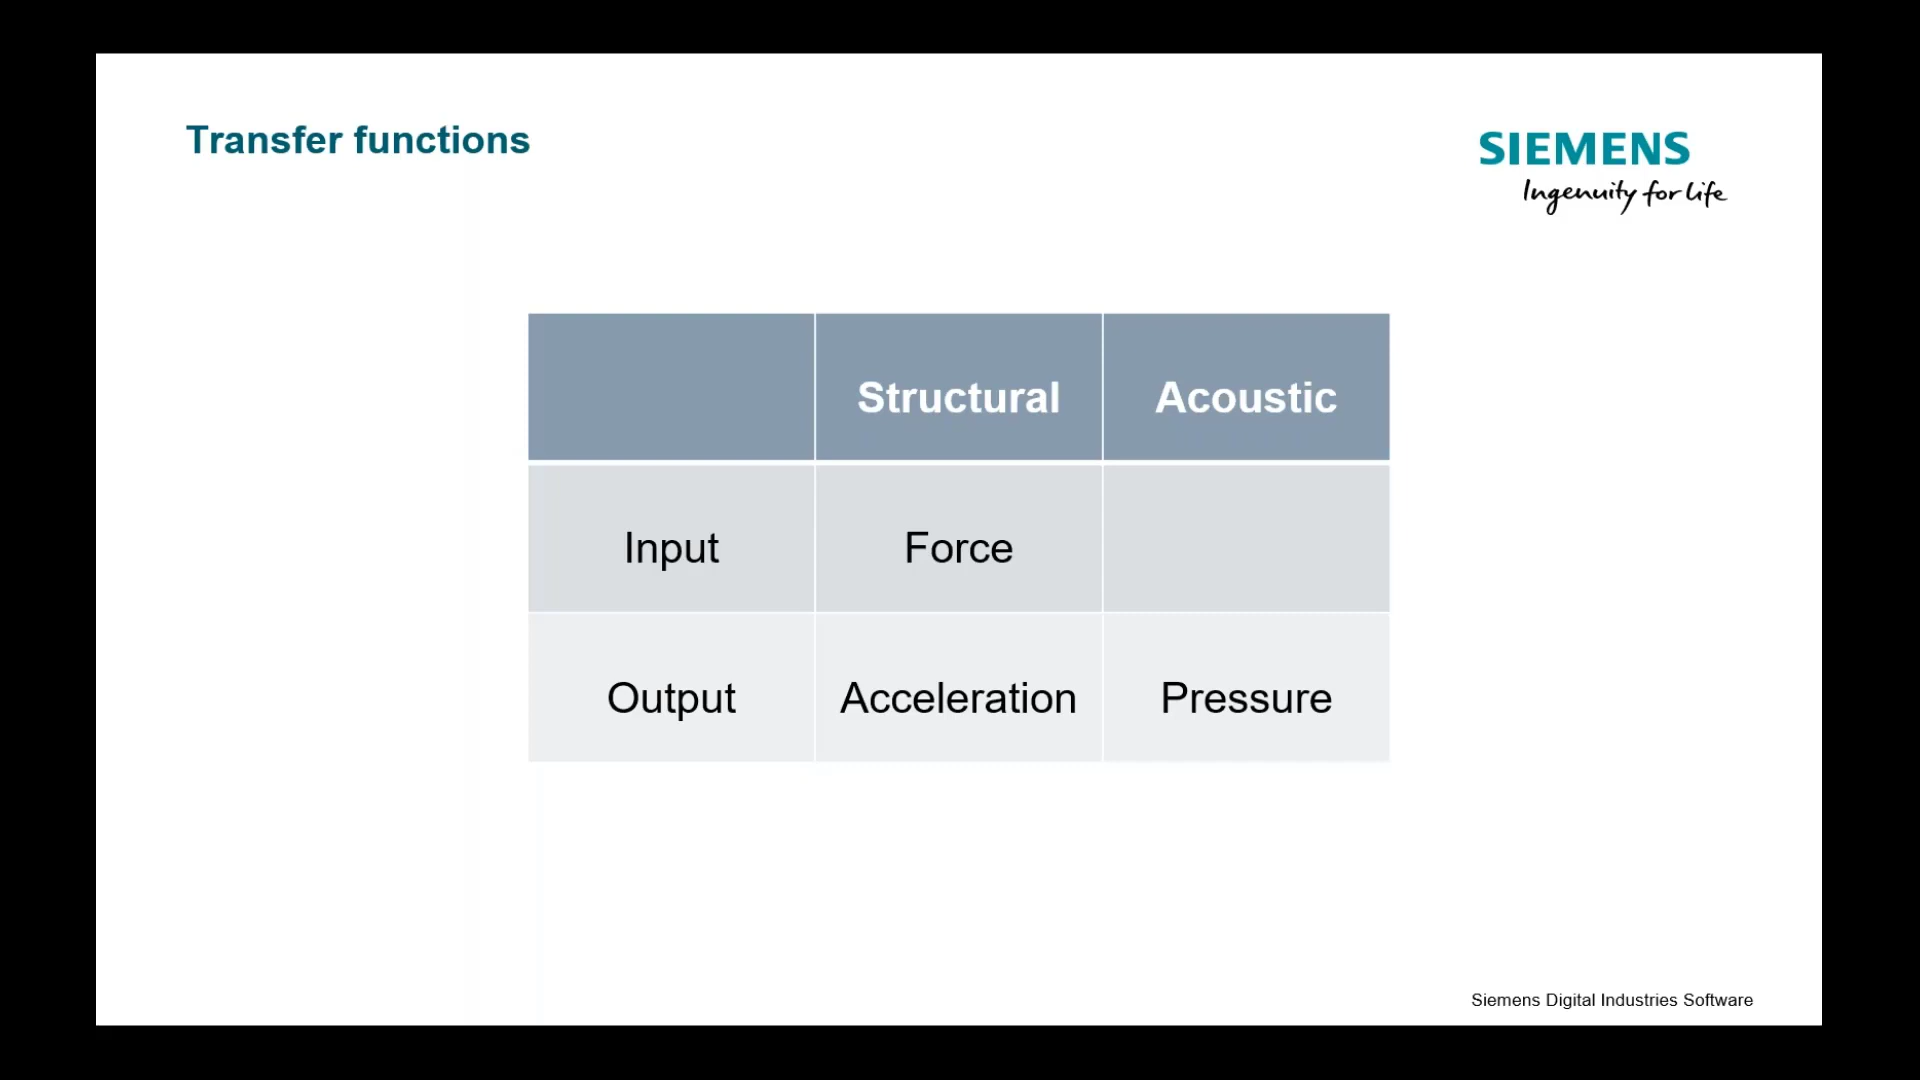 Transfer functions
SIEMENS
Ingenuity for life
Structural Acoustic
Input Force
Output Acceleration Pressure
Siemens Digital Industries Software